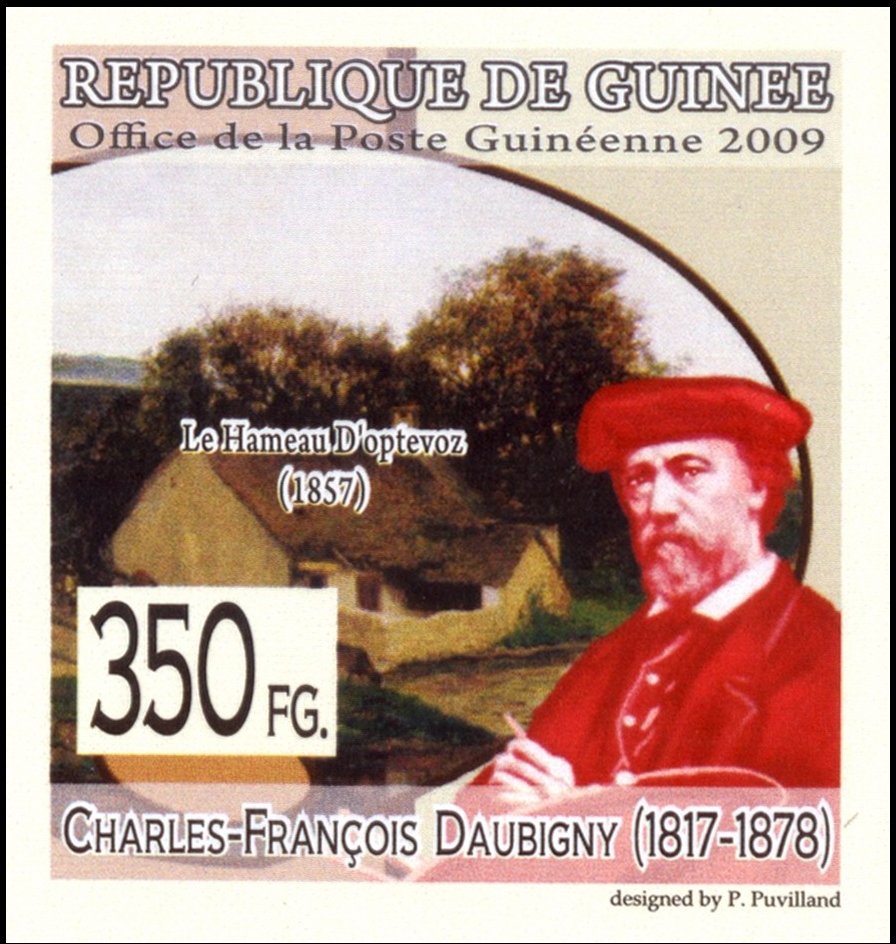 REPUBLIQUE DE GUINEE
Office de la Poste Guinéenne 2009
Le Hameau D'optevoz
(1857)
350 FG.
CHARLES-FRANÇOIS DAUBIGNY (1817-1878)
designed by P. Puvilland